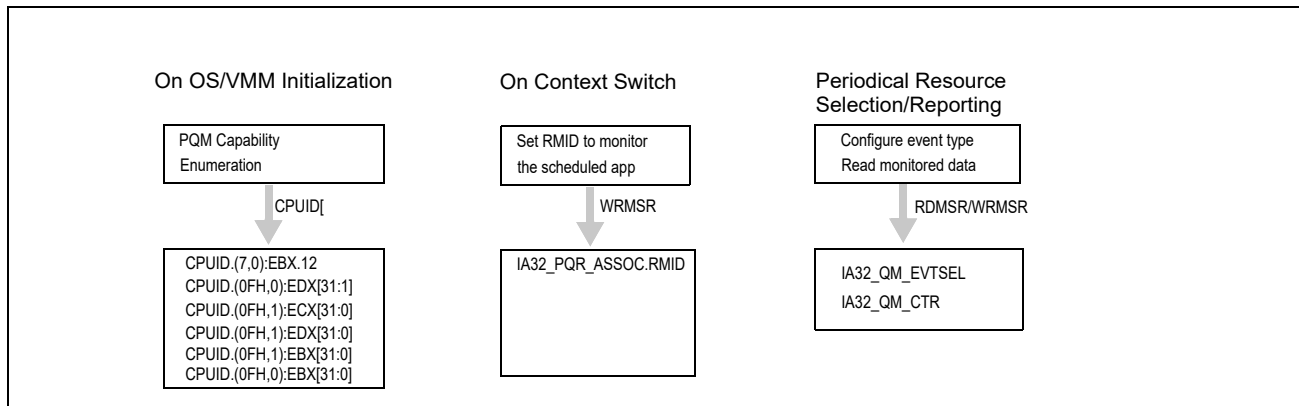 On OS/VMM Initialization
PQM Capability
Enumeration
CPUID[
CPUID.(7,0):EBX.12
CPUID.(0FH,0):EDX[31:1]
CPUID.(0FH,1):ECX[31:0]
CPUID.(0FH,1):EDX[31:0]
CPUID.(0FH,1):EBX[31:0]
CPUID.(0FH,0):EBX[31:0]
On Context Switch
Set RMID to monitor
the scheduled app
WRMSR
IA32_PQR_ASSOC.RMID
Periodical Resource
Selection/Reporting
Configure event type
Read monitored data
RDMSR/WRMSR
IA32_QM_EVTSEL
IA32_QM_CTR